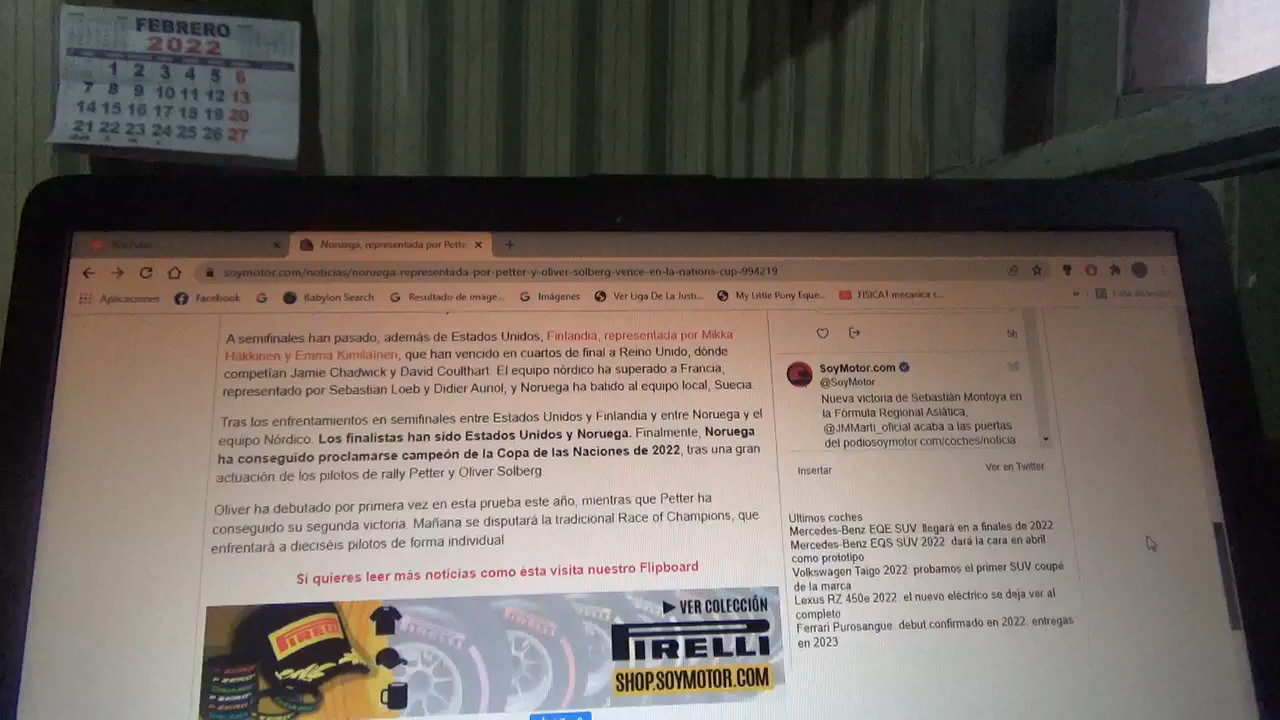 FEBRERO
2022
1 2 3 4 5 6
7 8 9 10 11 12 13
14 15 16 17 18 19 20
21 22 23 24 25 26 27
YouTube
Noruega, representada por Pette
soymotor.com/noticias/noruega-representada-por-petter-y-oliver-solberg-vence-en-la-nations-cup-994219
Aplicaciones Facebook Babylon Search Resultado de image... Imágenes Ver Liga De La Justi... My Little Pony Eque... FÍSICA1 mecanica r...
A semifinales han pasado, además de Estados Unidos, Finlandia, representada por Mikka
Häkkinen y Emma Kimiläinen, que han vencido en cuartos de final a Reino Unido, dónde
competían Jamie Chadwick y David Coulthart. El equipo nórdico ha superado a Francia,
representado por Sebastian Loeb y Didier Auriol, y Noruega ha batido al equipo local, Suecia.
Tras los enfrentamientos en semifinales entre Estados Unidos y Finlandia y entre Noruega y el
equipo Nórdico. Los finalistas han sido Estados Unidos y Noruega. Finalmente, Noruega
ha conseguido proclamarse campeón de la Copa de las Naciones de 2022, tras una gran
actuación de los pilotos de rally Petter y Oliver Solberg.
Oliver ha debutado por primera vez en esta prueba este año, mientras que Petter ha
conseguido su segunda victoria. Mañana se disputará la tradicional Race of Champions, que
enfrentará a dieciséis pilotos de forma individual
Si quieres leer más noticias como ésta visita nuestro Flipboard
PIRELLI
VER COLECCIÓN
PIRELLI
SHOP.SOYMOTOR.COM
5h
SoyMotor.com
@SoyMotor
Nueva victoria de Sebastián Montoya en
la Fórmula Regional Asiática,
@JMMarti_oficial acaba a las puertas
del podiosoymotor.com/coches/noticia
Insertar Ver en Twitter
Últimos coches
Mercedes-Benz EQE SUV: llegará en a finales de 2022
Mercedes-Benz EQS SUV 2022: dará la cara en abril
como prototipo
Volkswagen Taigo 2022: probamos el primer SUV coupé
de la marca
Lexus RZ 450e 2022: el nuevo eléctrico se deja ver al
completo
Ferrari Purosangue: debut confirmado en 2022, entregas
en 2023